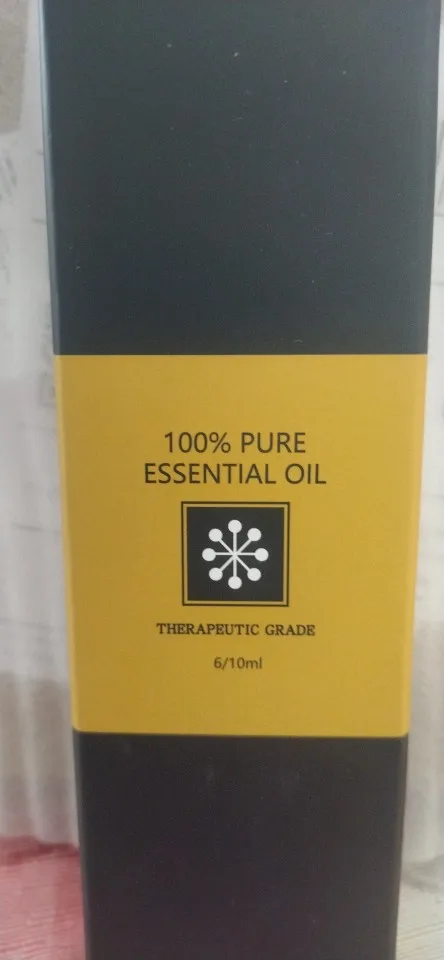 100% PURE
ESSENTIAL OIL
THERAPEUTIC GRADE
6/10ml